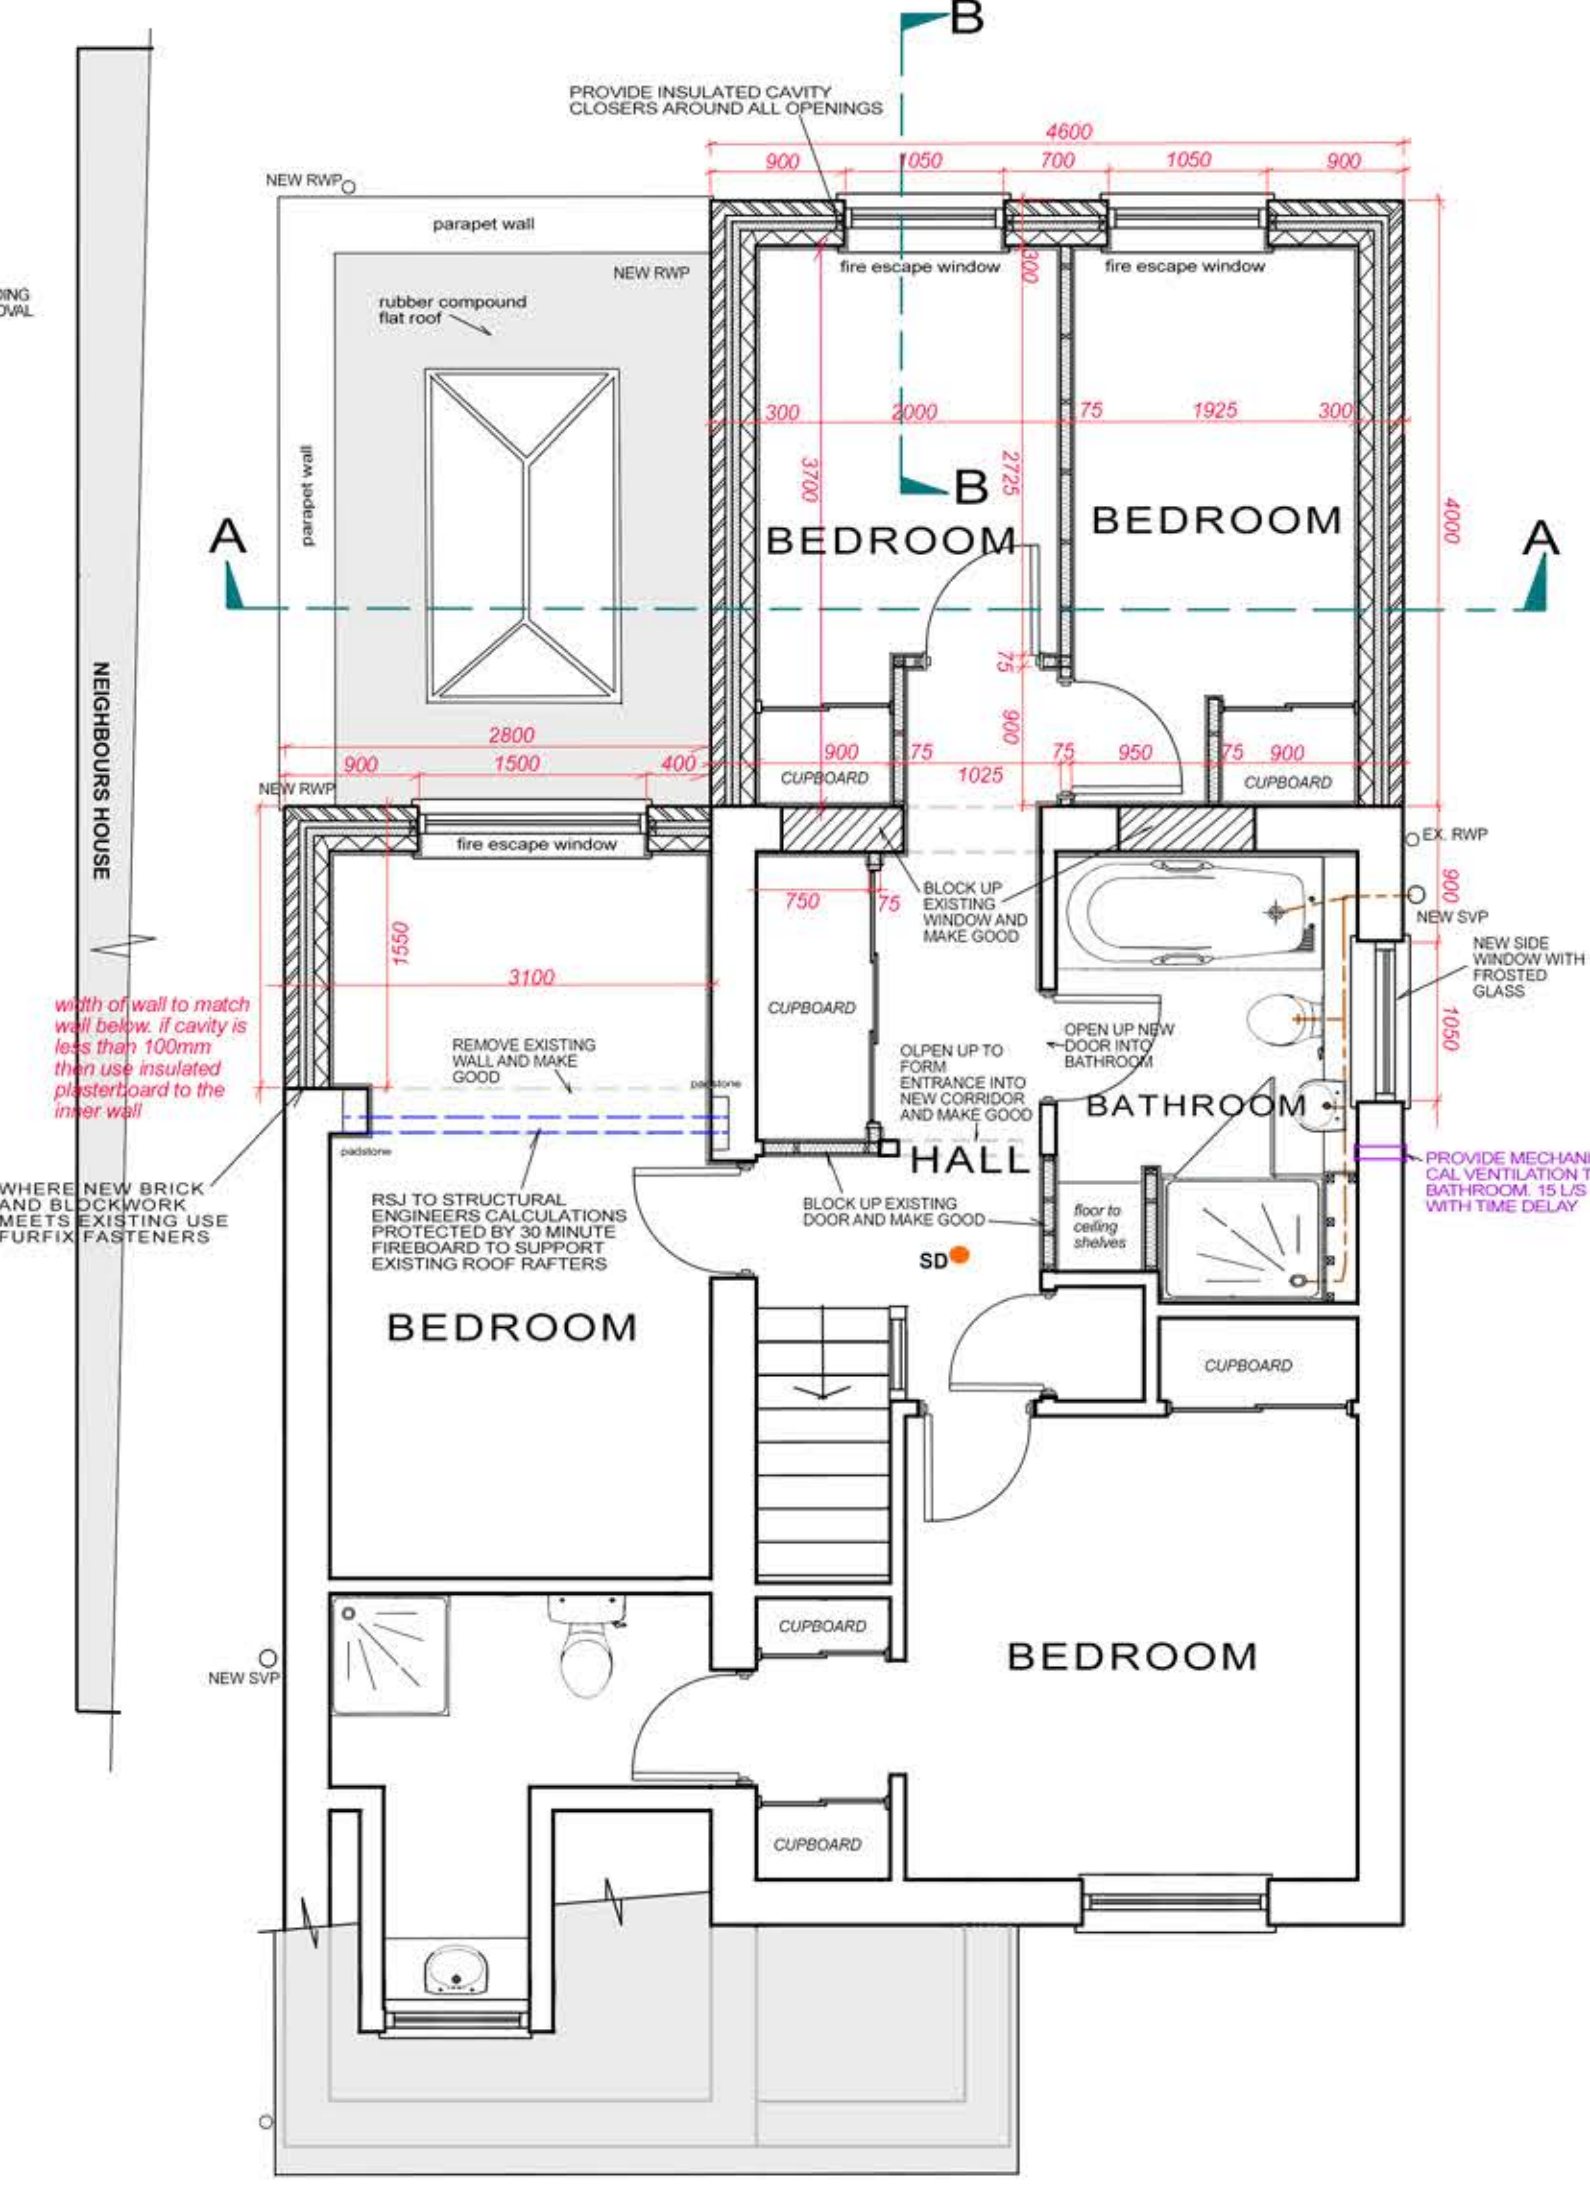 B
PROVIDE INSULATED CAVITY
CLOSERS AROUND ALL OPENINGS
4600
900
1050
700
1050
900
NEW RWP
parapet wall
NEW RWP
fire escape window
300
fire escape window
rubber compound
flat roof
parapet wall
300
2000
75
1925
300
3700
2725
B
BEDROOM
BEDROOM
4000
A
A
NEIGHBOURS HOUSE
75
900
2800
900
1500
400
900
75
1025
75
950
75
900
CUPBOARD
CUPBOARD
NEW RWP
fire escape window
EX. RWP
750
75
BLOCK UP
EXISTING
WINDOW AND
MAKE GOOD
900
NEW SVP
1550
3100
NEW SIDE
WINDOW WITH
FROSTED
GLASS
width of wall to match
wall below. if cavity is
less than 100mm
then use insulated
plasterboard to the
inner wall
CUPBOARD
1050
REMOVE EXISTING
WALL AND MAKE
GOOD
OPEN UP NEW
DOOR INTO
BATHROOM
OLPEN UP TO
FORM
ENTRANCE INTO
NEW CORRIDOR
AND MAKE GOOD
padstone
BATHROOM
padstone
HALL
PROVIDE MECHANI
CAL VENTILATION T
BATHROOM. 15 L/S
WITH TIME DELAY
WHERE NEW BRICK
AND BLOCKWORK
MEETS EXISTING USE
FURFIX FASTENERS
RSJ TO STRUCTURAL
ENGINEERS CALCULATIONS
PROTECTED BY 30 MINUTE
FIREBOARD TO SUPPORT
EXISTING ROOF RAFTERS
BLOCK UP EXISTING
DOOR AND MAKE GOOD
floor to
ceiling
shelves
SD
BEDROOM
CUPBOARD
CUPBOARD
BEDROOM
NEW SVP
CUPBOARD